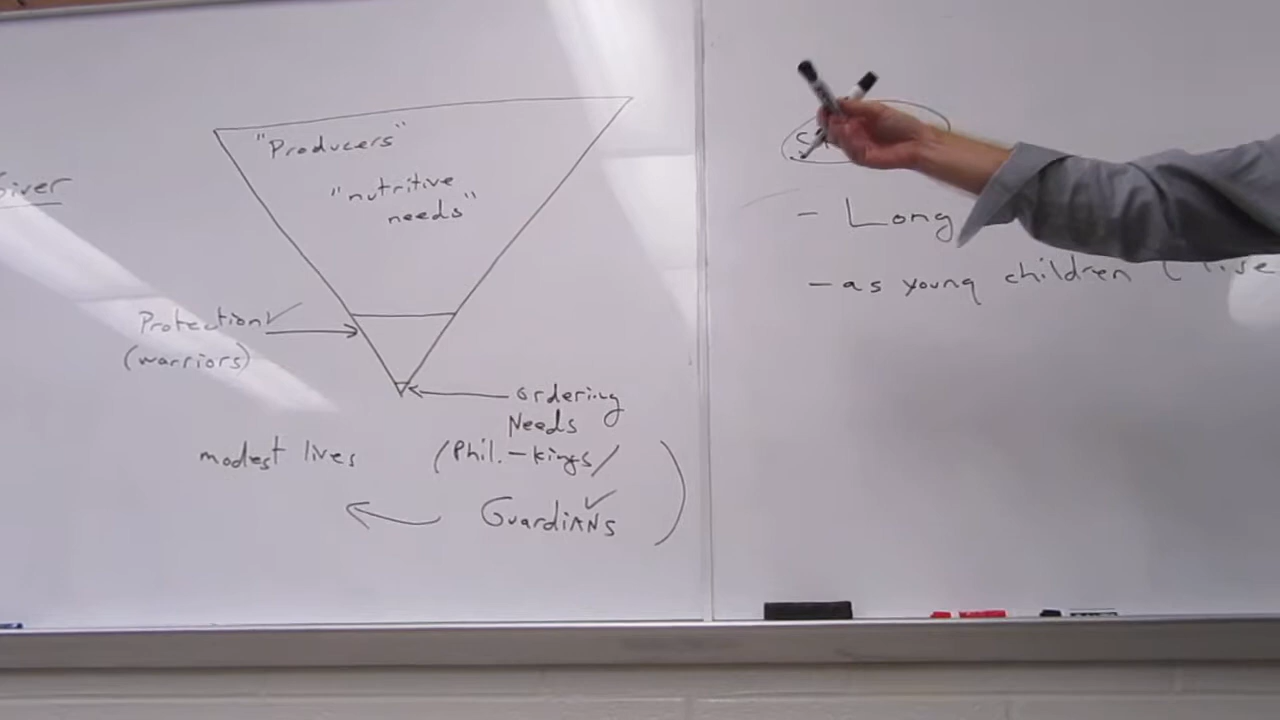 Giver
"Producers"
"nutritive
needs"
Protection ✓
(warriors)
ordering
Needs
(Phil.-kings/
Guardians ✓)
modest lives
- Long
- as young children